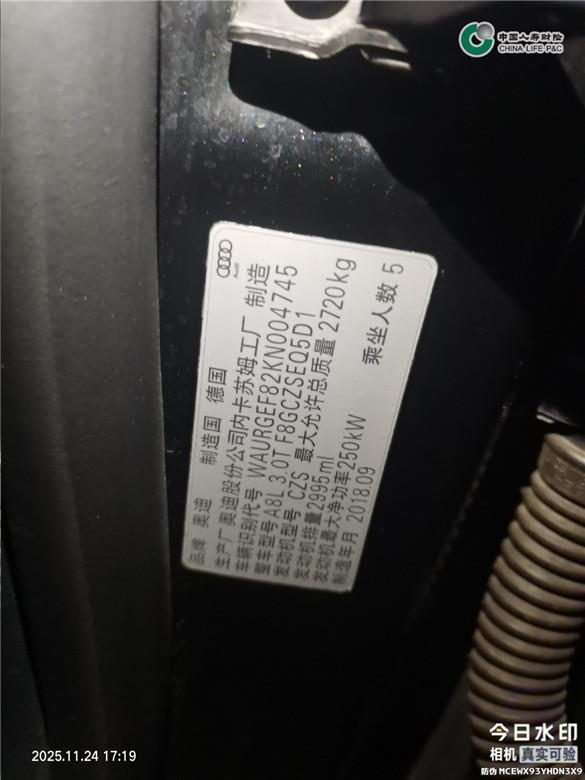 中国人寿财险
CHINA LIFE P&C
Audi
品牌 奥迪 制造国 德国
生产厂 奥迪股份公司内卡苏姆工厂 制造
车辆识别代号 WAURGEF82KN004745
整车型号 A8L 3.0T F8GCZSEQ5D1
发动机型号 CZS 最大允许总质量 2720kg
发动机排量 2995ml
发动机最大净功率 250kW 乘坐人数 5
制造年月 2018.09
2025.11.24 17:19
今日水印
相机 真实可验
防伪 MCEWX93YHDN3X9